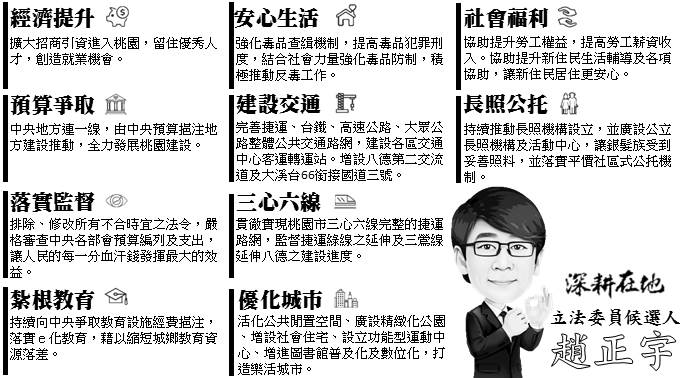 經濟提升
擴大招商引資進入桃園，留住優秀人
才，創造就業機會。
預算爭取
中央地方連一線，由中央預算挹注地
方建設推動，全力發展桃園建設。
落實監督
排除、修改所有不合時宜之法令，嚴
格審查中央各部會預算編列及支出，
讓人民的每一分血汗錢發揮最大的效
益。
紮根教育
持續向中央爭取教育設施經費挹注，
落實e化教育，藉以縮短城鄉教育資
源落差。
安心生活
強化毒品查緝機制，提高毒品犯罪刑
度，結合社會力量強化毒品防制，積
極推動反毒工作。
建設交通
完善捷運、台鐵、高速公路、大眾公
路整體公共交通路網，建設各區交通
中心客運轉運站。增設八德第二交流
道及大溪台66銜接國道三號。
三心六線
貫徹實現桃園市三心六線完整的捷運
路網，監督捷運綠線之延伸及三鶯線
延伸八德之建設進度。
優化城市
活化公共閒置空間、廣設精緻化公園
、增設社會住宅、設立功能型運動中
心、增進圖書館普及化及數位化，打
造樂活城市。
社會福利
協助提升勞工權益，提高勞工薪資收
入。協助提升新住民生活輔導及各項
協助，讓新住民居住更安心。
長照公托
持續推動長照機構設立，並廣設公立
長照機構及活動中心，讓銀髮族受到
妥善照料，並落實平價社區式公托機
制。
深耕在地
立法委員候選人
趙正宇